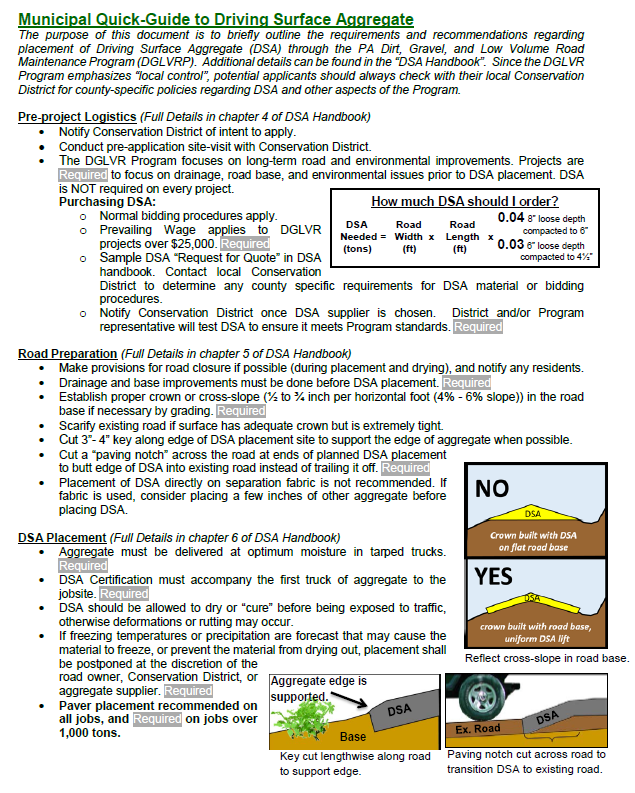 Municipal Quick-Guide to Driving Surface Aggregate
The purpose of this document is to briefly outline the requirements and recommendations regarding
placement of Driving Surface Aggregate (DSA) through the PA Dirt, Gravel, and Low Volume Road
Maintenance Program (DGLVRP). Additional details can be found in the "DSA Handbook". Since the DGLVR
Program emphasizes "local control", potential applicants should always check with their local Conservation
District for county-specific policies regarding DSA and other aspects of the Program.
Pre-project Logistics (Full Details in chapter 4 of DSA Handbook)
• Notify Conservation District of intent to apply.
• Conduct pre-application site-visit with Conservation District.
• The DGLVR Program focuses on long-term road and environmental improvements. Projects are
Required to focus on drainage, road base, and environmental issues prior to DSA placement. DSA
is NOT required on every project.
Purchasing DSA:
o Normal bidding procedures apply.
o Prevailing Wage applies to DGLVR
projects over $25,000. Required
o Sample DSA "Request for Quote" in DSA
handbook. Contact local Conservation
District to determine any county specific requirements for DSA material or bidding
procedures.
o Notify Conservation District once DSA supplier is chosen. District and/or Program
representative will test DSA to ensure it meets Program standards. Required
How much DSA should I order?
DSA Needed (tons) = Road Width (ft) x Road Length (ft) x
0.04 8" loose depth
compacted to 6"
0.03 6" loose depth
compacted to 4½"
Road Preparation (Full Details in chapter 5 of DSA Handbook)
• Make provisions for road closure if possible (during placement and drying), and notify any residents.
• Drainage and base improvements must be done before DSA placement. Required
• Establish proper crown or cross-slope (½ to ¾ inch per horizontal foot (4% - 6% slope)) in the road
base if necessary by grading. Required
• Scarify existing road if surface has adequate crown but is extremely tight.
• Cut 3"- 4" key along edge of DSA placement site to support the edge of aggregate when possible.
• Cut a "paving notch" across the road at ends of planned DSA placement
to butt edge of DSA into existing road instead of trailing it off. Required
• Placement of DSA directly on separation fabric is not recommended. If
fabric is used, consider placing a few inches of other aggregate before
placing DSA.
DSA Placement (Full Details in chapter 6 of DSA Handbook)
• Aggregate must be delivered at optimum moisture in tarped trucks.
Required
• DSA Certification must accompany the first truck of aggregate to the
jobsite. Required
• DSA should be allowed to dry or "cure" before being exposed to traffic,
otherwise deformations or rutting may occur.
• If freezing temperatures or precipitation are forecast that may cause the
material to freeze, or prevent the material from drying out, placement shall
be postponed at the discretion of the
road owner, Conservation District, or
aggregate supplier. Required
• Paver placement recommended on
all jobs, and Required on jobs over
1,000 tons.
NO
DSA
Crown built with DSA
on flat road base
YES
DSA
crown built with road base,
uniform DSA lift
Reflect cross-slope in road base.
Aggregate edge is
supported.
DSA
Base
Key cut lengthwise along road
to support edge.
Ex. Road
DSA
Paving notch cut across road to
transition DSA to existing road.